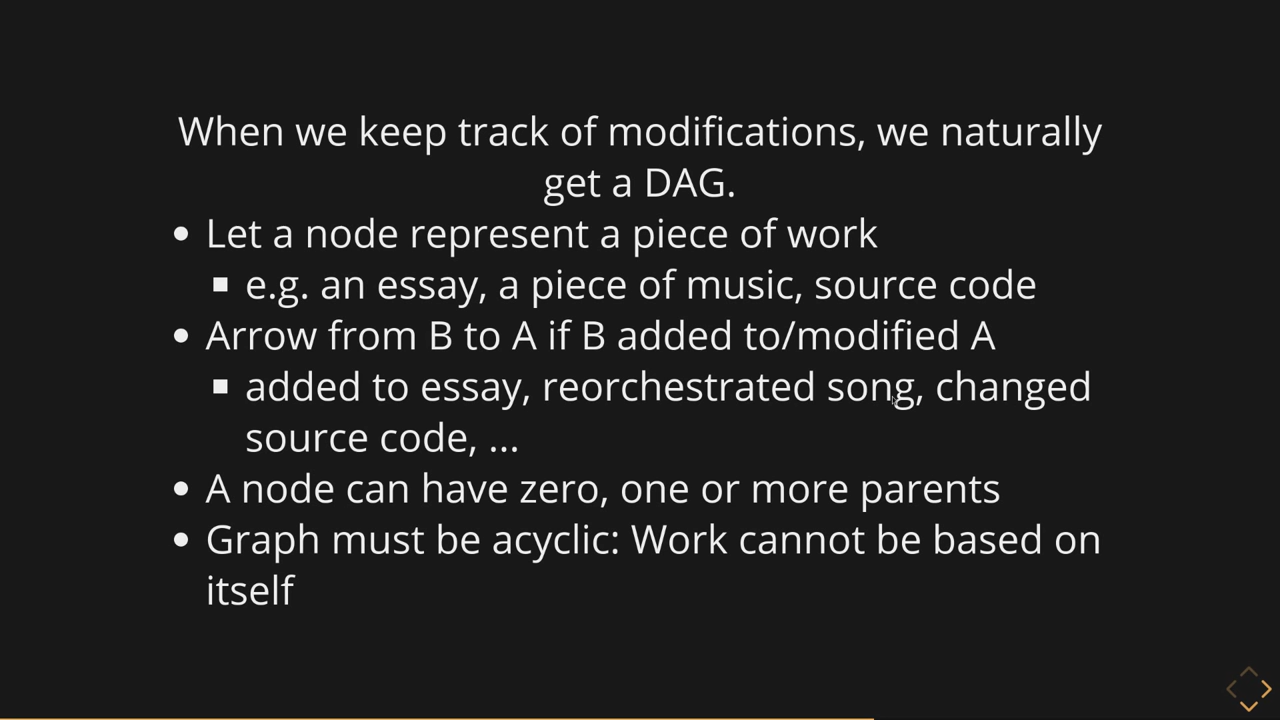 When we keep track of modifications, we naturally
get a DAG.
• Let a node represent a piece of work
▪ e.g. an essay, a piece of music, source code
• Arrow from B to A if B added to/modified A
▪ added to essay, reorchestrated song, changed
source code, ...
• A node can have zero, one or more parents
• Graph must be acyclic: Work cannot be based on
itself